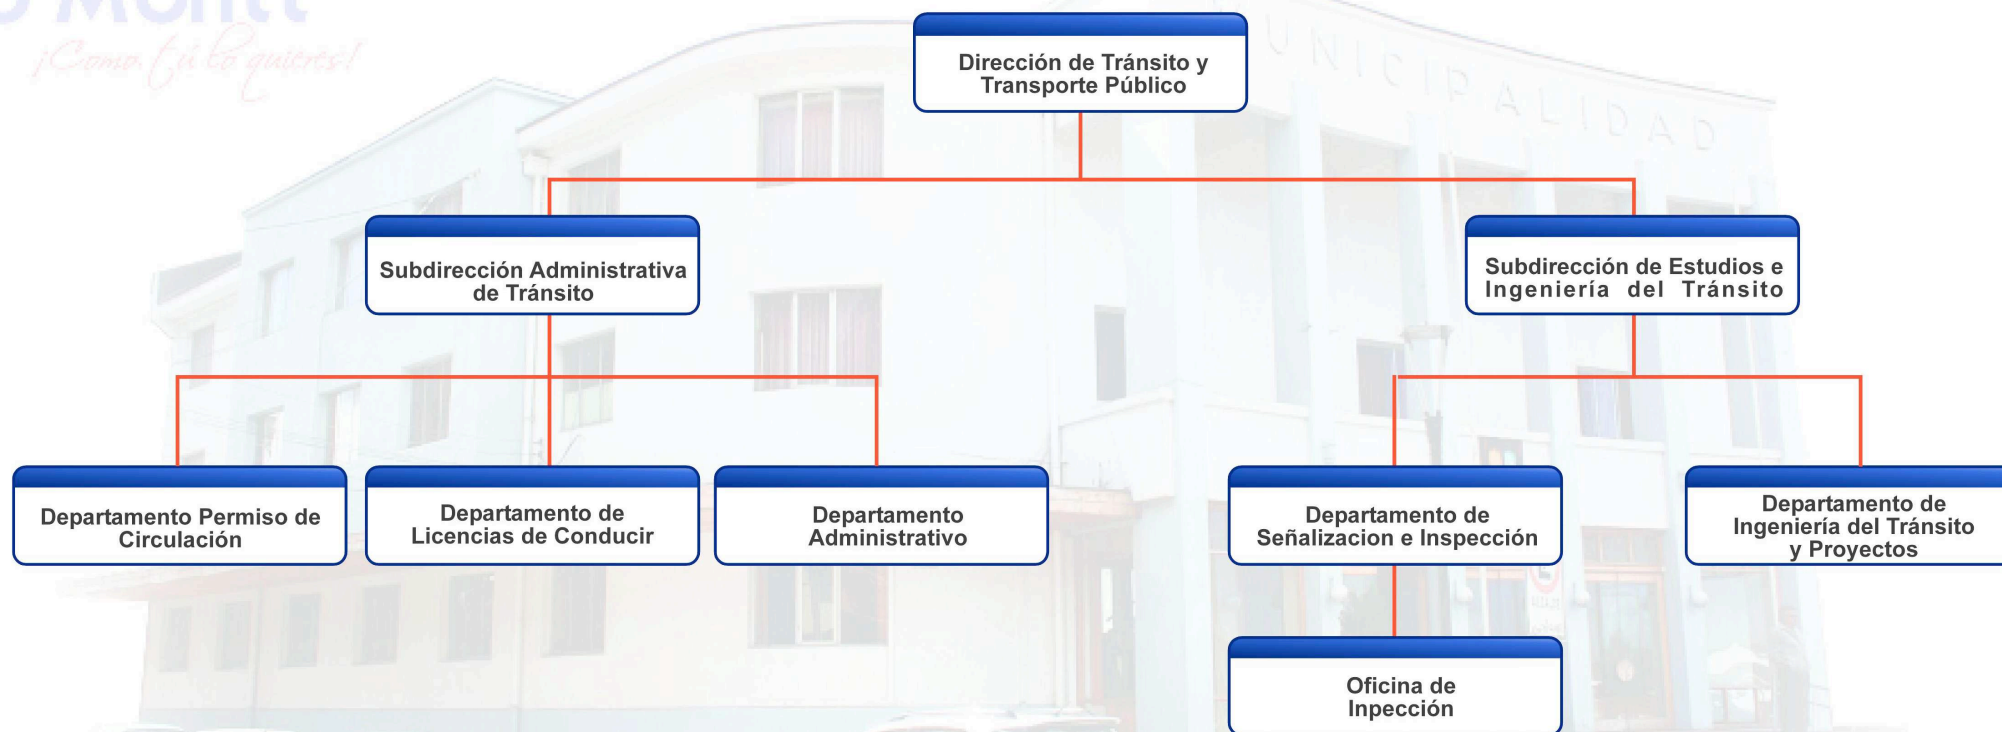 Montt
¡Como tú lo quieres!
MUNICIPALIDAD
Dirección de Tránsito y
Transporte Público
Subdirección Administrativa
de Tránsito
Subdirección de Estudios e
Ingeniería del Tránsito
Departamento Permiso de
Circulación
Departamento de
Licencias de Conducir
Departamento
Administrativo
Departamento de
Señalizacion e Inspección
Departamento de
Ingeniería del Tránsito
y Proyectos
Oficina de
Inpección